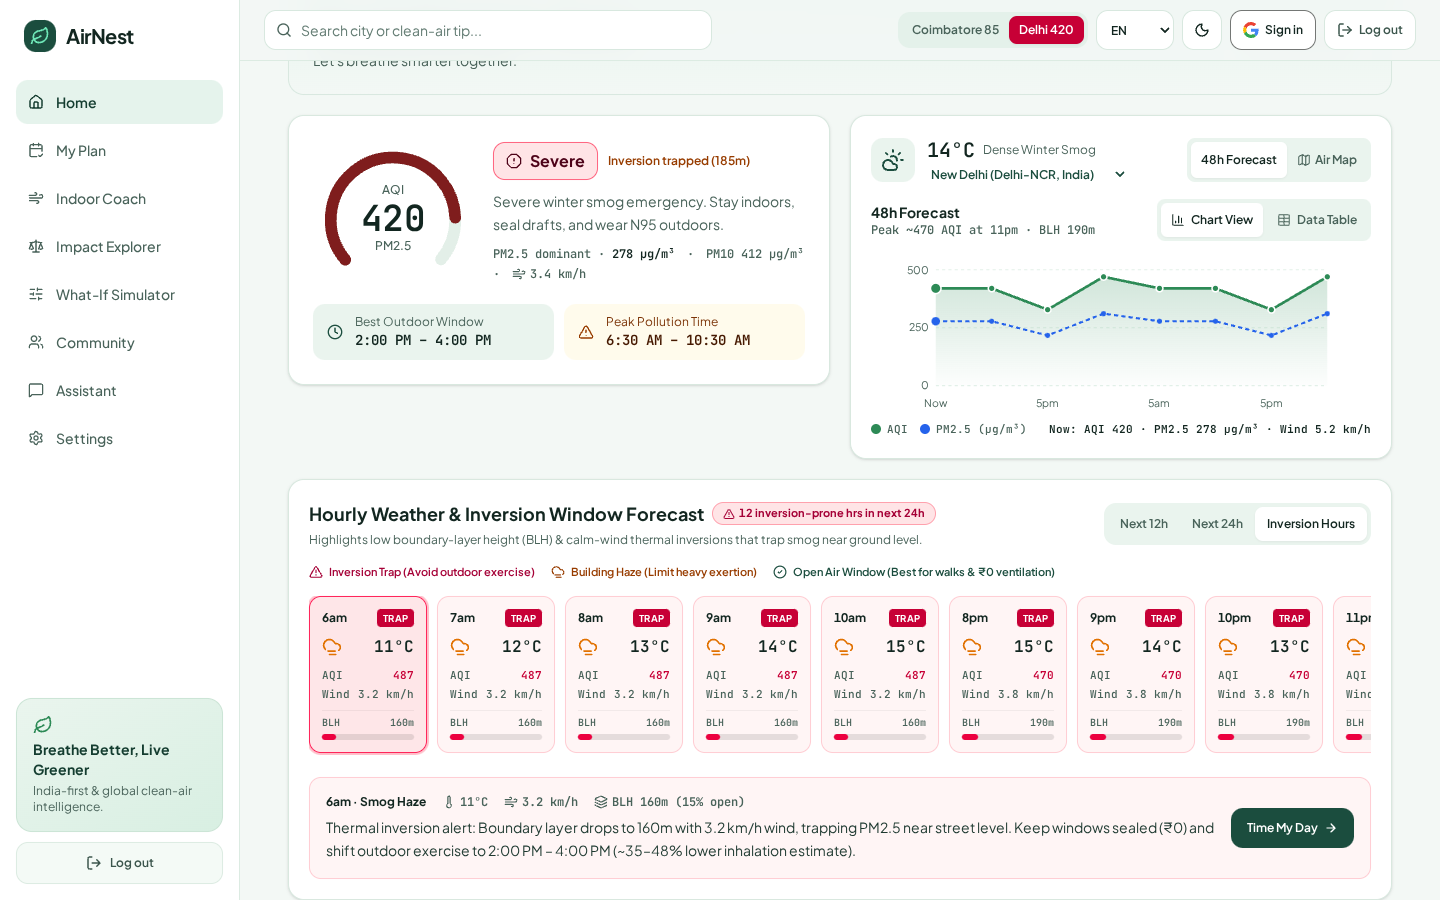 AirNest
Search city or clean-air tip...
Coimbatore 85
Delhi 420
EN
Sign in
Log out
Home
My Plan
Indoor Coach
Impact Explorer
What-If Simulator
Community
Assistant
Settings
Breathe Better, Live
Greener
India-first & global clean-air
intelligence.
Log out
Let's breathe smarter together.
AQI
420
PM2.5
Severe
Inversion trapped (185m)
Severe winter smog emergency. Stay indoors,
seal drafts, and wear N95 outdoors.
PM2.5 dominant · 278 µg/m³ · PM10 412 µg/m³
· 3.4 km/h
Best Outdoor Window
2:00 PM – 4:00 PM
Peak Pollution Time
6:30 AM – 10:30 AM
14°C Dense Winter Smog
New Delhi (Delhi-NCR, India)
48h Forecast
Air Map
48h Forecast
Peak ~470 AQI at 11pm · BLH 190m
Chart View
Data Table
500
250
0
Now
5pm
5am
5pm
AQI
PM2.5 (µg/m³)
Now: AQI 420 · PM2.5 278 µg/m³ · Wind 5.2 km/h
Hourly Weather & Inversion Window Forecast
12 inversion-prone hrs in next 24h
Highlights low boundary-layer height (BLH) & calm-wind thermal inversions that trap smog near ground level.
Next 12h
Next 24h
Inversion Hours
Inversion Trap (Avoid outdoor exercise)
Building Haze (Limit heavy exertion)
Open Air Window (Best for walks & ₹0 ventilation)
6am TRAP
11°C
AQI 487
Wind 3.2 km/h
BLH 160m
7am TRAP
12°C
AQI 487
Wind 3.2 km/h
BLH 160m
8am TRAP
13°C
AQI 487
Wind 3.2 km/h
BLH 160m
9am TRAP
14°C
AQI 487
Wind 3.2 km/h
BLH 160m
10am TRAP
15°C
AQI 487
Wind 3.2 km/h
BLH 160m
8pm TRAP
15°C
AQI 470
Wind 3.8 km/h
BLH 190m
9pm TRAP
14°C
AQI 470
Wind 3.8 km/h
BLH 190m
10pm TRAP
13°C
AQI 470
Wind 3.8 km/h
BLH 190m
AQI
BLH
6am · Smog Haze 11°C 3.2 km/h BLH 160m (15% open)
Thermal inversion alert: Boundary layer drops to 160m with 3.2 km/h wind, trapping PM2.5 near street level. Keep windows sealed (₹0) and
shift outdoor exercise to 2:00 PM – 4:00 PM (~35–48% lower inhalation estimate).
Time My Day